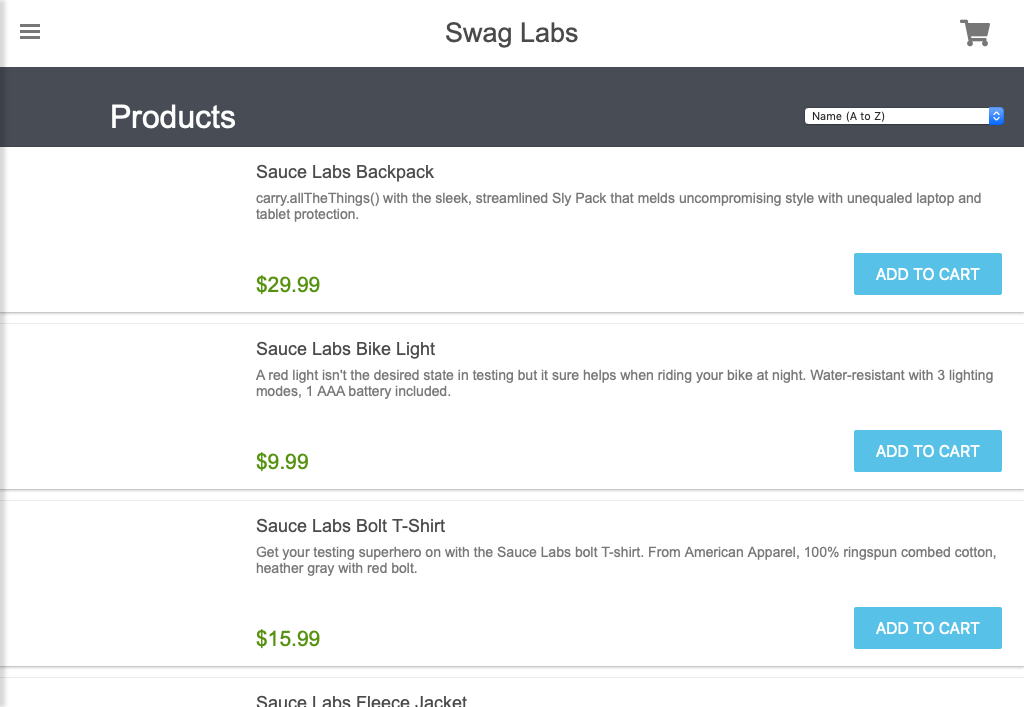 Swag Labs
Products
Name (A to Z)
Sauce Labs Backpack
carry.allTheThings() with the sleek, streamlined Sly Pack that melds uncompromising style with unequaled laptop and
tablet protection.
$29.99
ADD TO CART
Sauce Labs Bike Light
A red light isn't the desired state in testing but it sure helps when riding your bike at night. Water-resistant with 3 lighting
modes, 1 AAA battery included.
$9.99
ADD TO CART
Sauce Labs Bolt T-Shirt
Get your testing superhero on with the Sauce Labs bolt T-shirt. From American Apparel, 100% ringspun combed cotton,
heather gray with red bolt.
$15.99
ADD TO CART
Sauce Labs Fleece Jacket